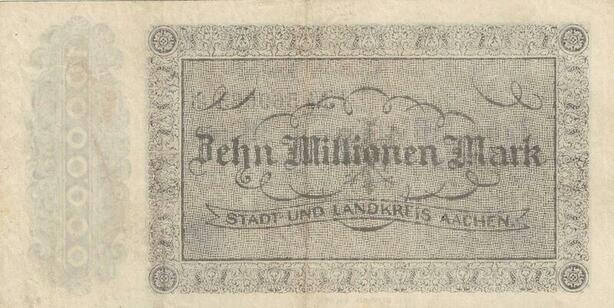 Zehn Millionen Mark
STADT UND LANDKREIS AACHEN.